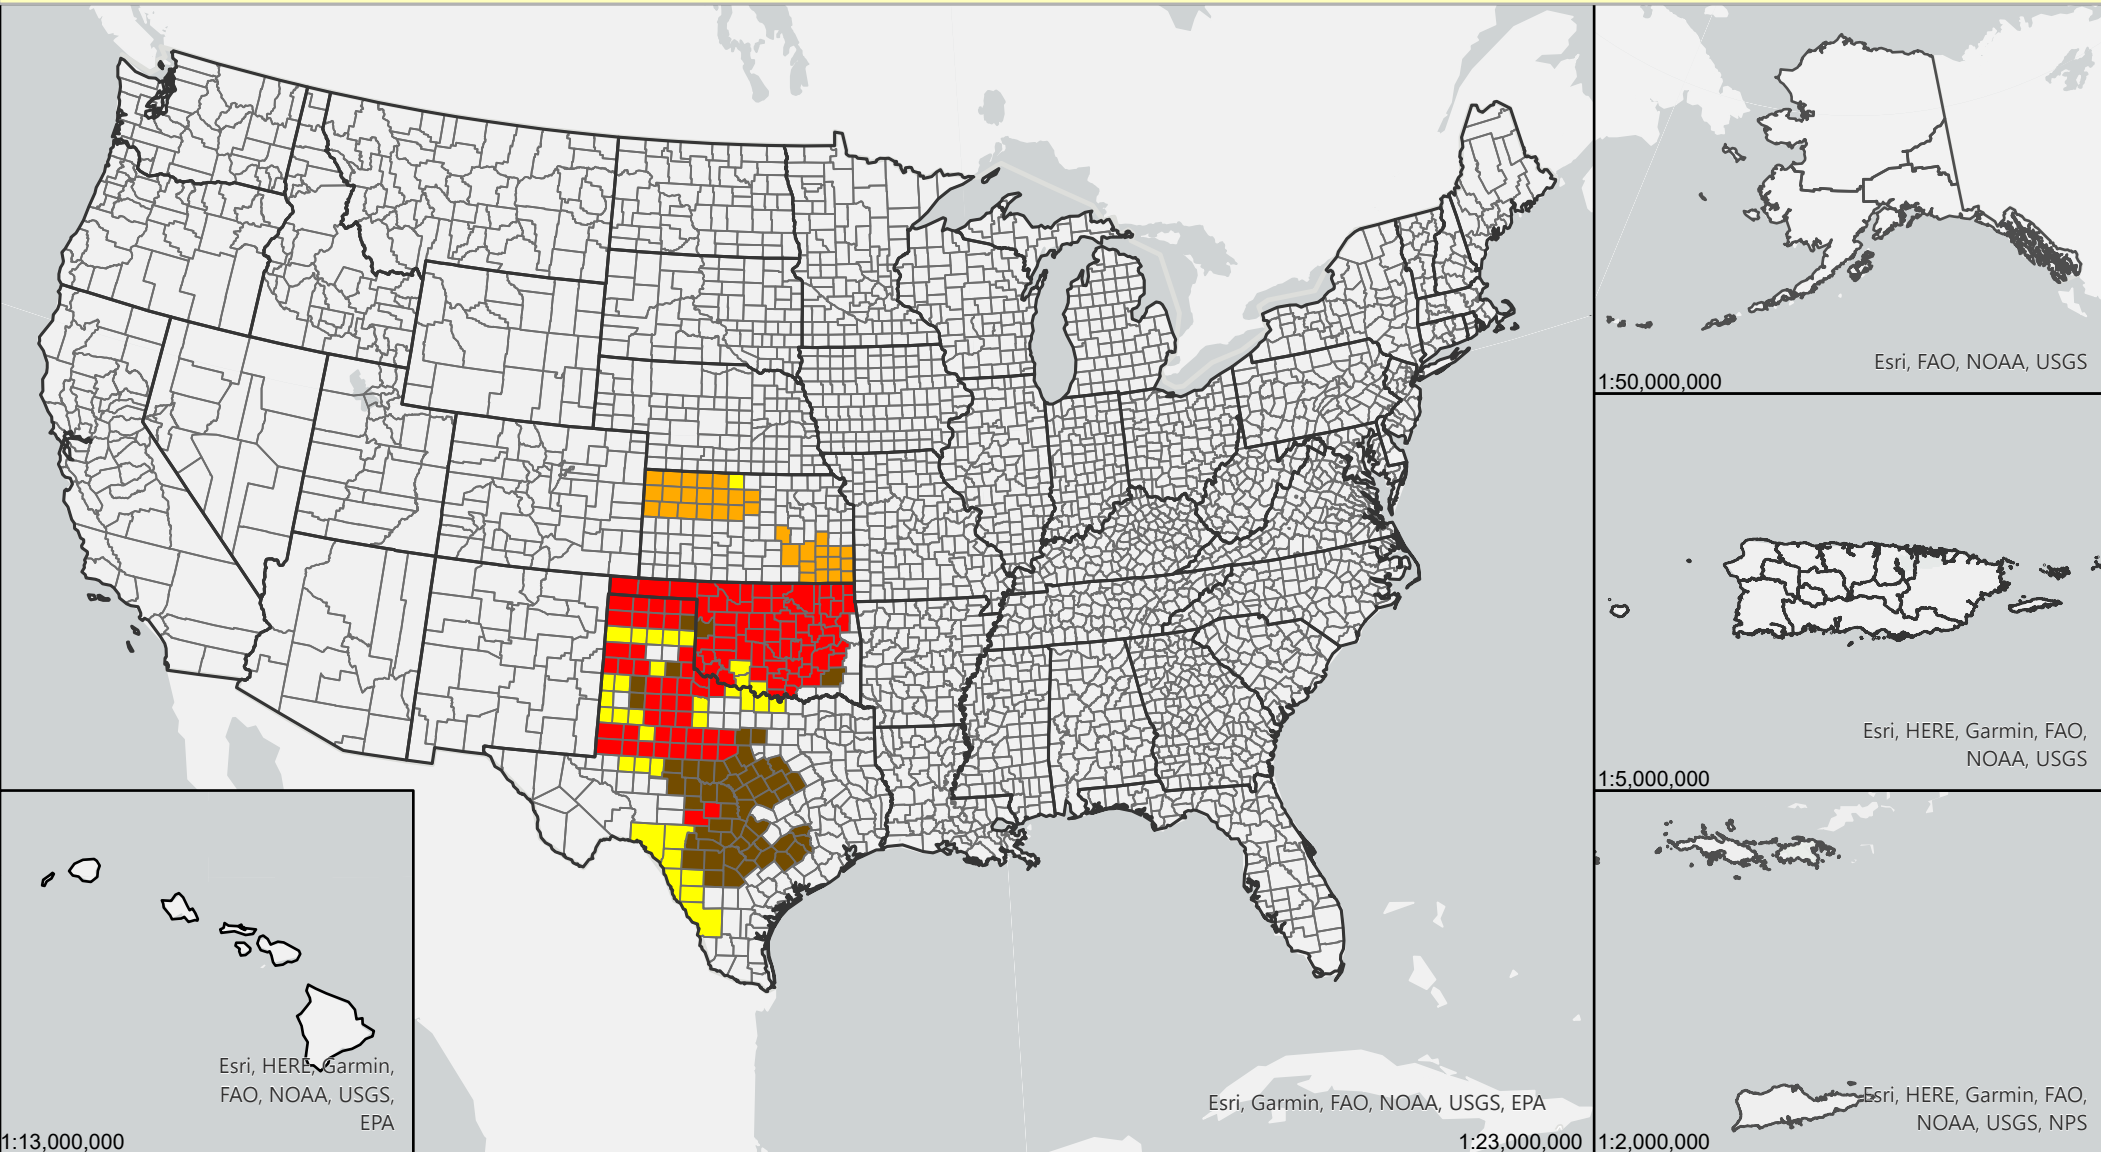 Esri, FAO, NOAA, USGS
1:50,000,000
Esri, HERE, Garmin, FAO,
NOAA, USGS
1:5,000,000
Esri, HERE, Garmin,
FAO, NOAA, USGS,
EPA
1:13,000,000
Esri, Garmin, FAO, NOAA, USGS, EPA
1:23,000,000
Esri, HERE, Garmin, FAO,
NOAA, USGS, NPS
1:2,000,000